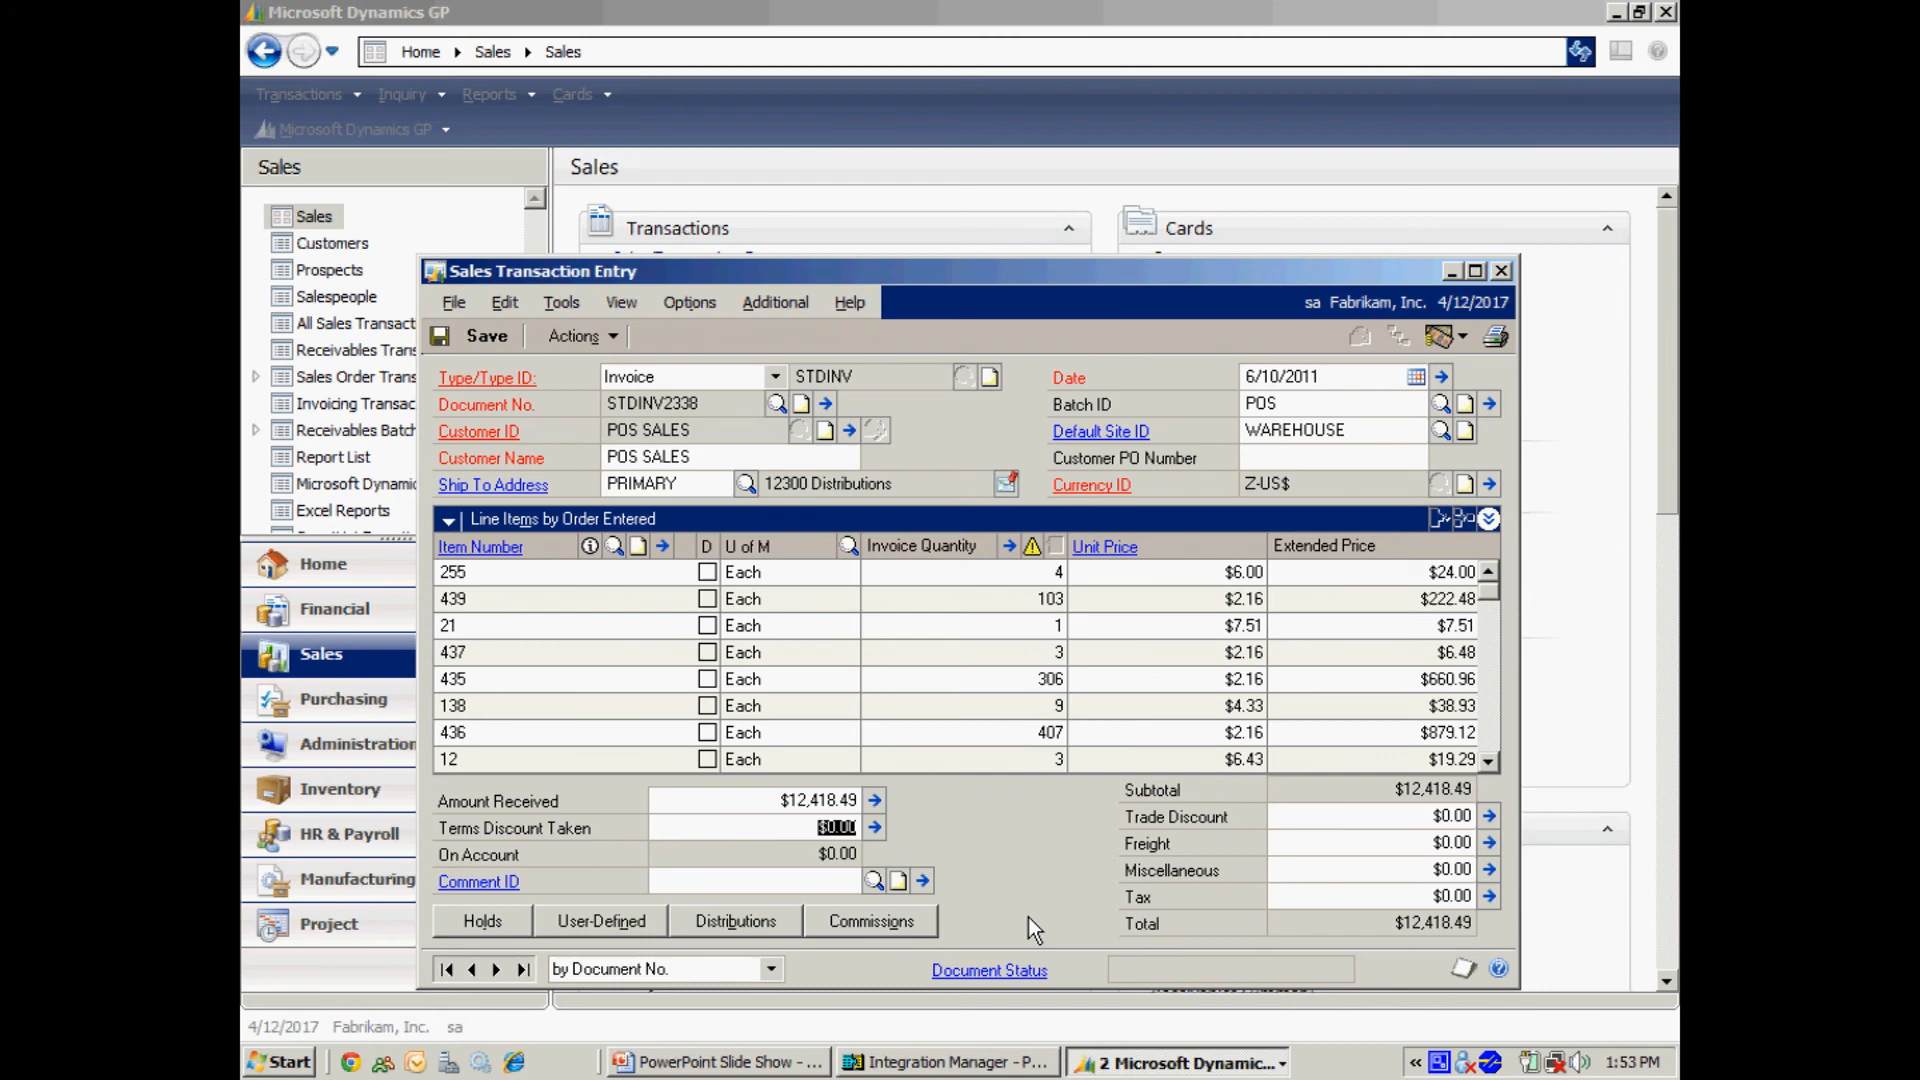 Microsoft Dynamics GP
Home Sales Sales
Transactions Inquiry Reports Cards
Microsoft Dynamics GP
Sales
Sales
Sales
Customers
Prospects
Salespeople
All Sales Transact
Receivables Trans
Sales Order Trans
Invoicing Transac
Receivables Batch
Report List
Microsoft Dynamic
Excel Reports
Home
Financial
Sales
Purchasing
Administration
Inventory
HR & Payroll
Manufacturing
Project
Transactions
Cards
Sales Transaction Entry
File Edit Tools View Options Additional Help
sa Fabrikam, Inc. 4/12/2017
Save Actions
Type/Type ID: Invoice STDINV Date 6/10/2011
Document No. STDINV2338 Batch ID POS
Customer ID POS SALES Default Site ID WAREHOUSE
Customer Name POS SALES Customer PO Number
Ship To Address PRIMARY 12300 Distributions Currency ID Z-US$
Line Items by Order Entered
Item Number D U of M Invoice Quantity Unit Price Extended Price
255 Each 4 $6.00 $24.00
439 Each 103 $2.16 $222.48
21 Each 1 $7.51 $7.51
437 Each 3 $2.16 $6.48
435 Each 306 $2.16 $660.96
138 Each 9 $4.33 $38.93
436 Each 407 $2.16 $879.12
12 Each 3 $6.43 $19.29
Subtotal $12,418.49
Amount Received $12,418.49
Trade Discount $0.00
Terms Discount Taken $0.00
Freight $0.00
On Account $0.00
Miscellaneous $0.00
Comment ID
Tax $0.00
Holds User-Defined Distributions Commissions
Total $12,418.49
by Document No. Document Status
4/12/2017 Fabrikam, Inc. sa
Start PowerPoint Slide Show - ... Integration Manager - P... 2 Microsoft Dynamic... « 1:53 PM